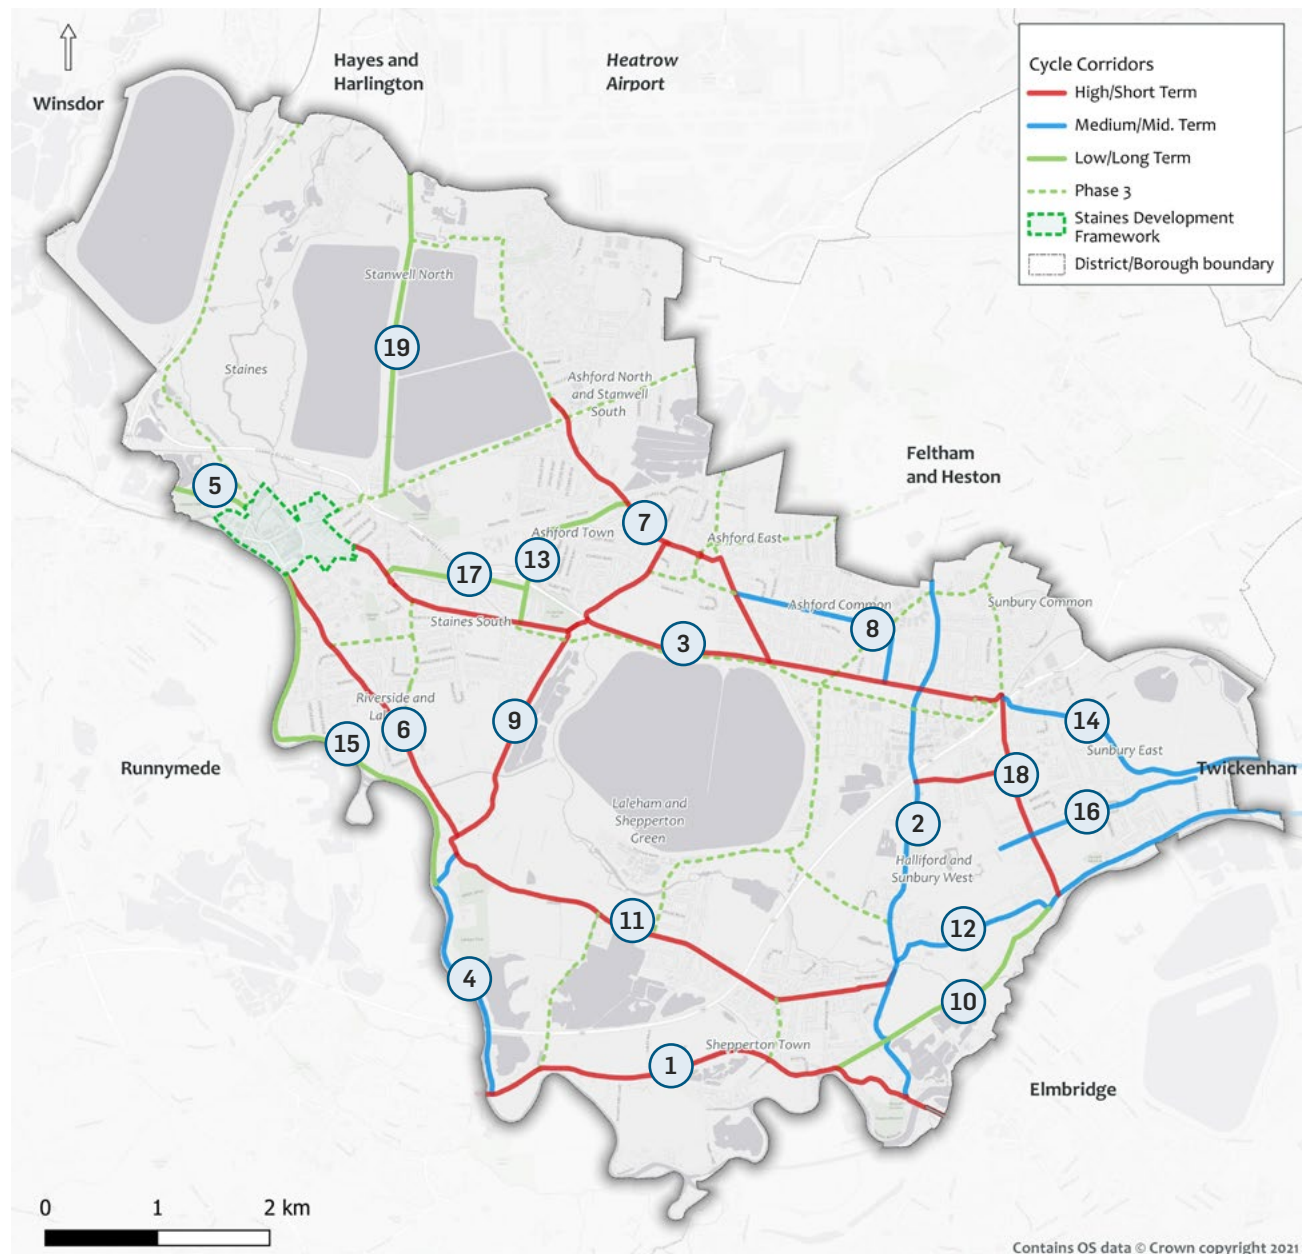 Hayes and
Harlington
Heatrow
Airport
Winsdor
Cycle Corridors
High/Short Term
Medium/Mid. Term
Low/Long Term
Phase 3
Staines Development
Framework
District/Borough boundary
Stanwell North
19
Staines
Ashford North
and Stanwell
South
Feltham
and Heston
5
7
Ashford Town
Ashford East
13
17
Ashford Common
Sunbury Common
8
Staines South
3
Riverside and
6
9
14
15
Sunbury East
Runnymede
Twickenham
18
16
Laleham and
Shepperton
Green
2
Halliford and
Sunbury West
11
12
4
10
Shepperton Town
1
Elmbridge
0 1 2 km
Contains OS data © Crown copyright 2021